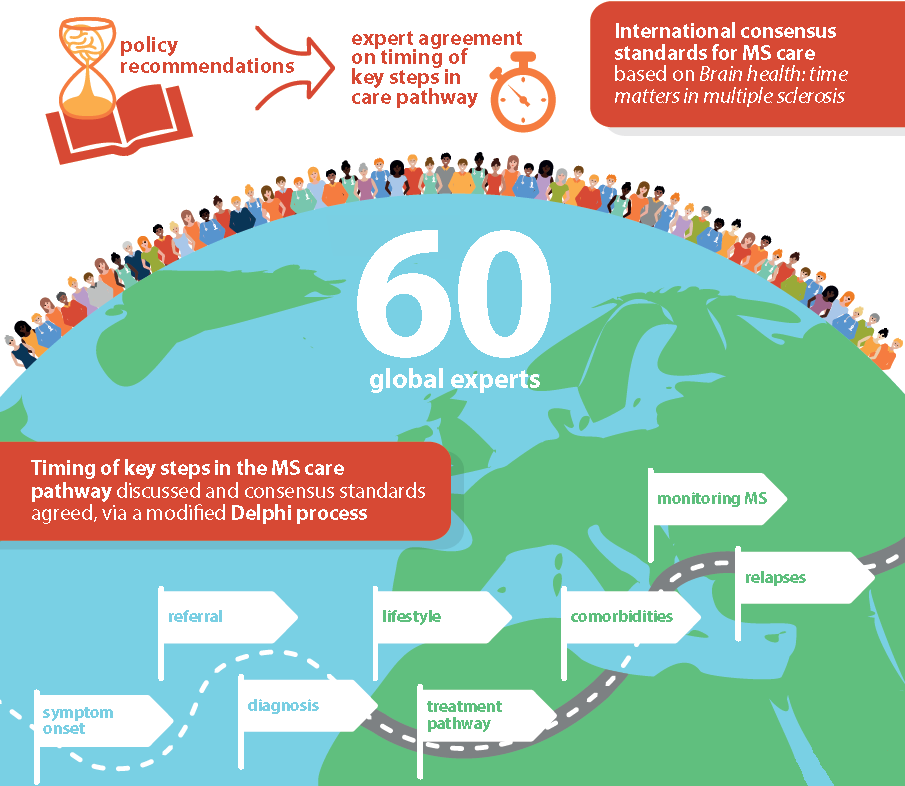 policy
recommendations
expert agreement
on timing of
key steps in
care pathway
International consensus
standards for MS care
based on Brain health: time
matters in multiple sclerosis
60
global experts
Timing of key steps in the MS care
pathway discussed and consensus standards
agreed, via a modified Delphi process
symptom
onset
referral
diagnosis
lifestyle
treatment
pathway
comorbidities
monitoring MS
relapses